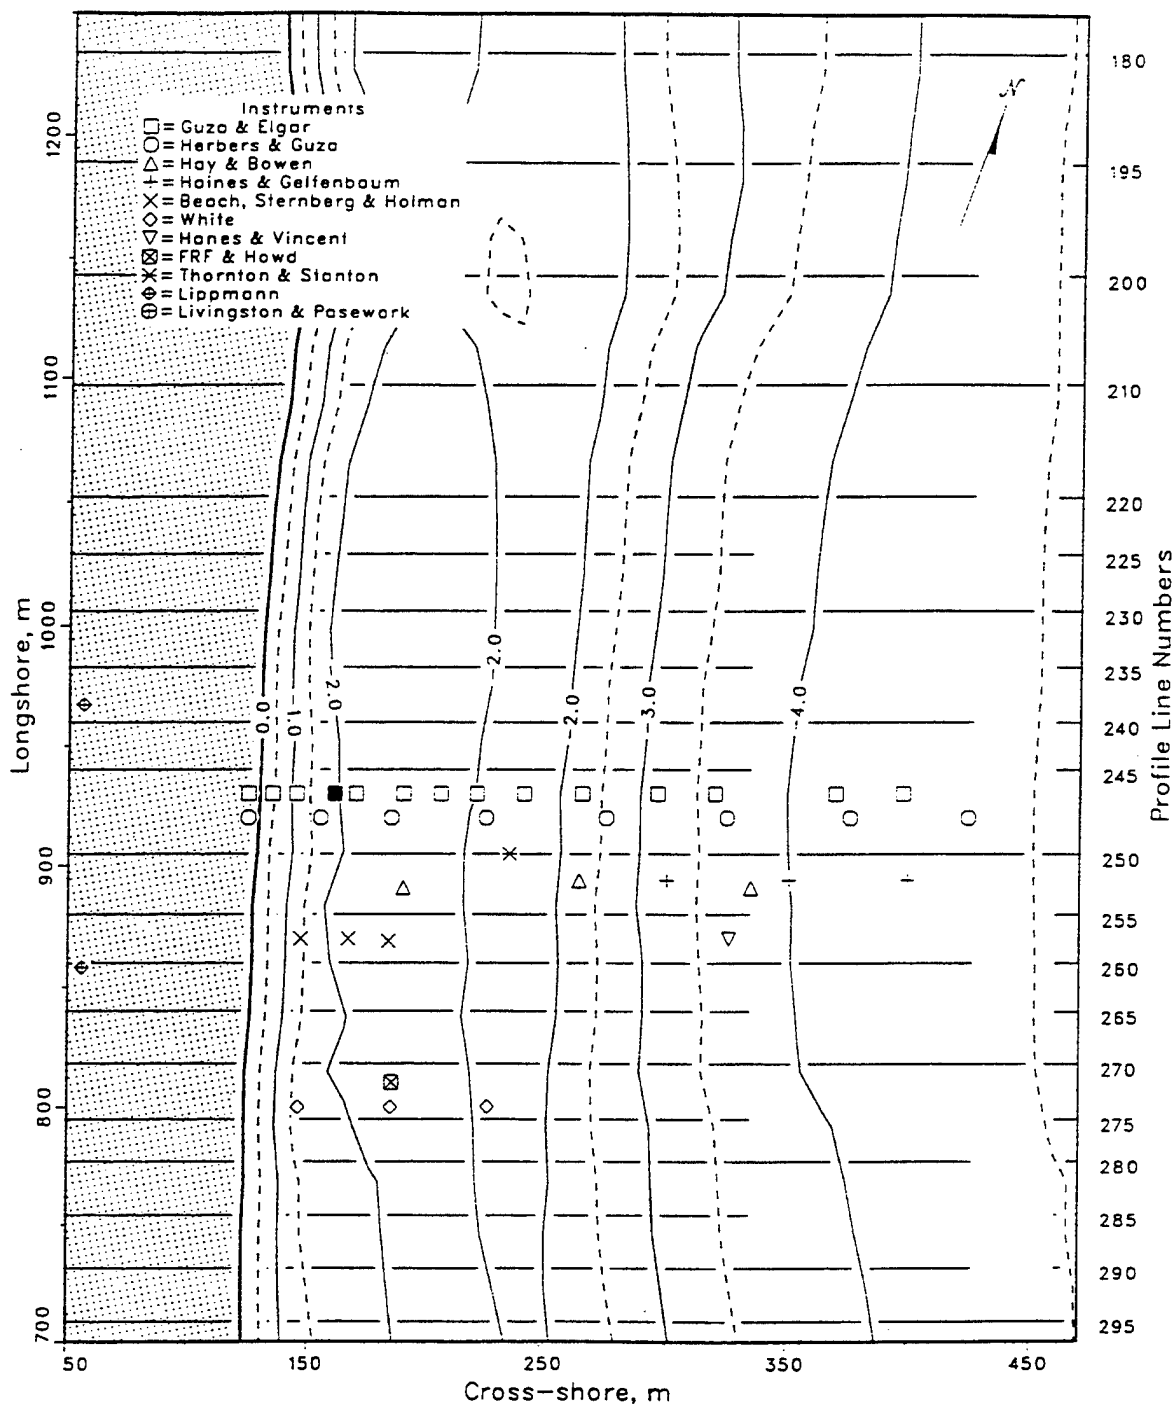 Instruments
□= Guza & Elgar
○= Herbers & Guza
△= Hay & Bowen
+= Haines & Gelfenbaum
×= Beach, Sternberg & Holman
◇= White
▽= Hanes & Vincent
⊠= FRF & Howd
= Thornton & Stanton
= Lippmann
⊕= Livingston & Pasewark
N
Longshore, m
1200
1100
1000
900
800
700
0.0
1.0
2.0
2.0
2.0
3.0
4.0
180
195
200
210
220
225
230
235
240
245
250
255
260
265
270
275
280
285
290
295
Profile Line Numbers
50 150 250 350 450
Cross-shore, m